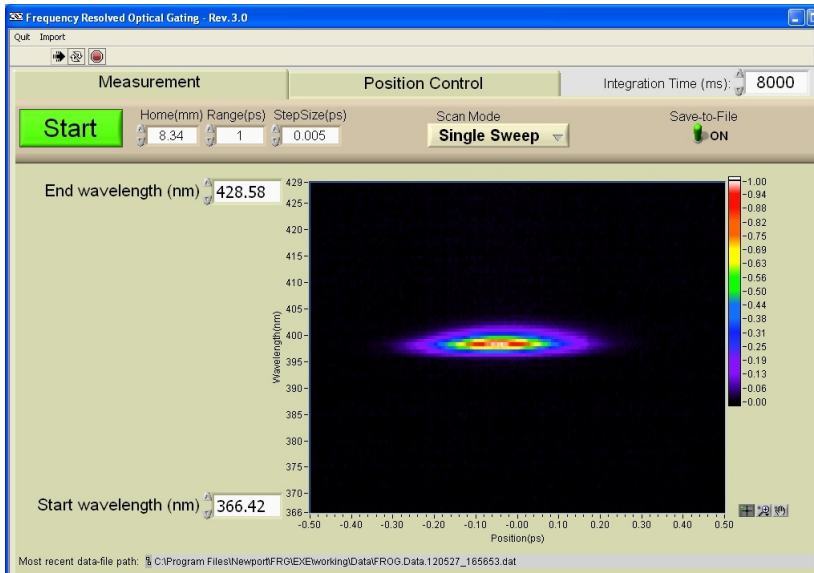 Frequency Resolved Optical Gating - Rev.3.0
Quit Import
Measurement Position Control Integration Time (ms): 8000
Home(mm) Range(ps) StepSize(ps) Scan Mode Save-to-File
Start 8.34 1 0.005 Single Sweep ON
End wavelength (nm) 428.58
Start wavelength (nm) 366.42
Wavelength(nm)
429
425
420
415
410
405
400
395
390
385
380
375
370
366
-0.50 -0.40 -0.30 -0.20 -0.10 -0.00 0.10 0.20 0.30 0.40 0.50
Position(ps)
1.00
0.94
0.88
0.82
0.75
0.69
0.63
0.56
0.50
0.44
0.38
0.31
0.25
0.19
0.13
0.06
0.00
Most recent data-file path: C:\Program Files\Newport\FRG\EXE\working\Data\FROG.Data.120527_165653.dat